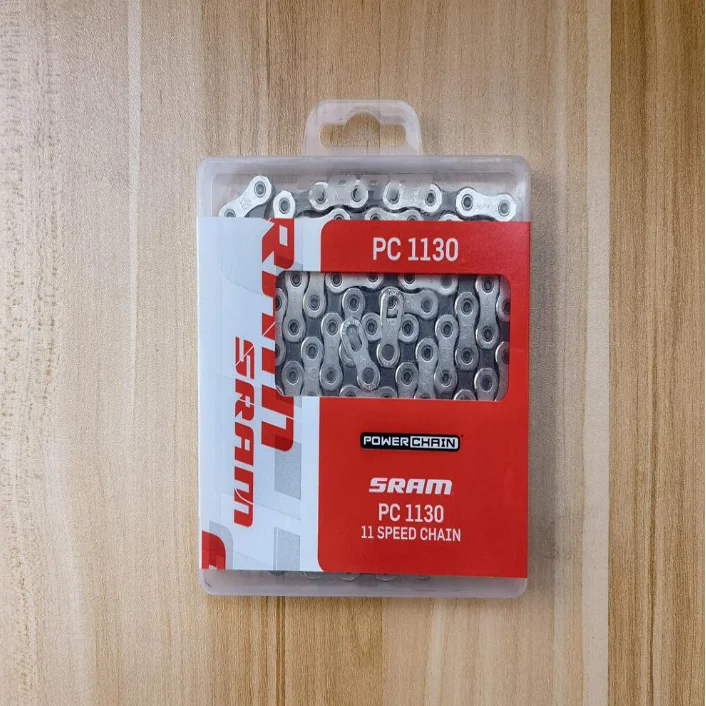 SRAM
PC 1130
SRAM
POWERCHAIN
SRAM
PC 1130
11 SPEED CHAIN